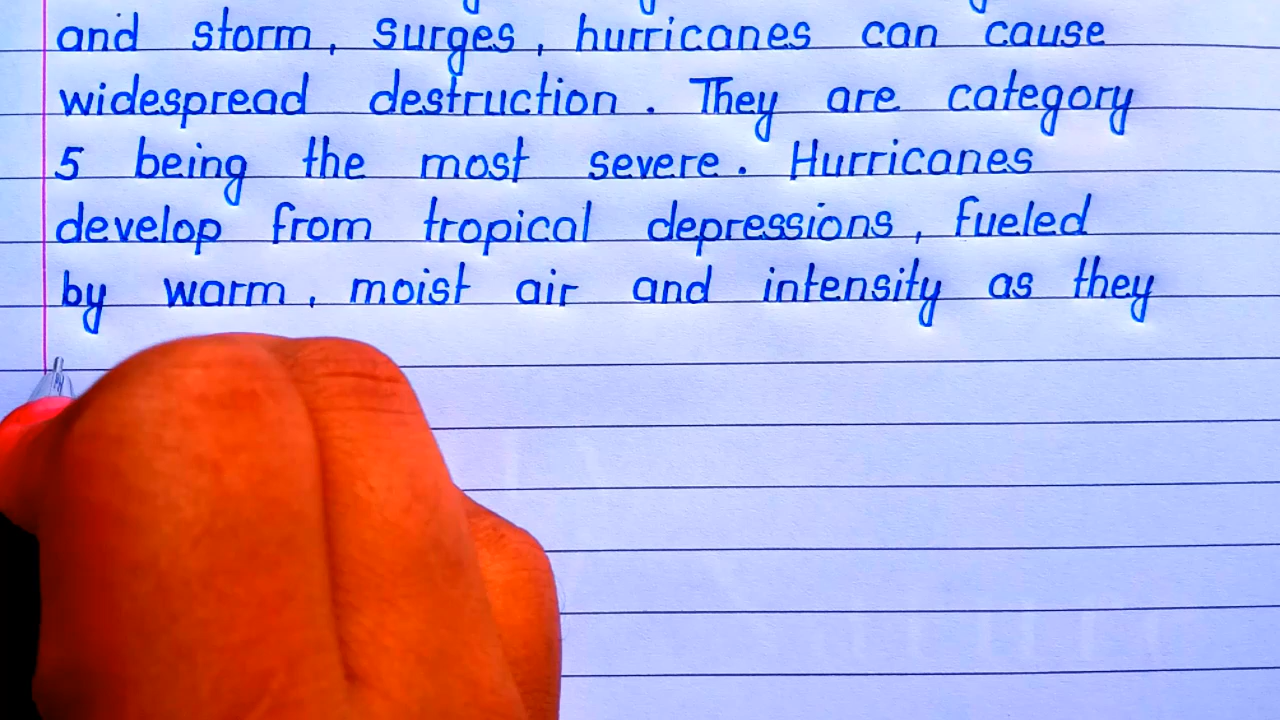 and storm, surges, hurricanes can cause
widespread destruction. They are category
5 being the most severe. Hurricanes
develop from tropical depressions, fueled
by warm, moist air and intensity as they